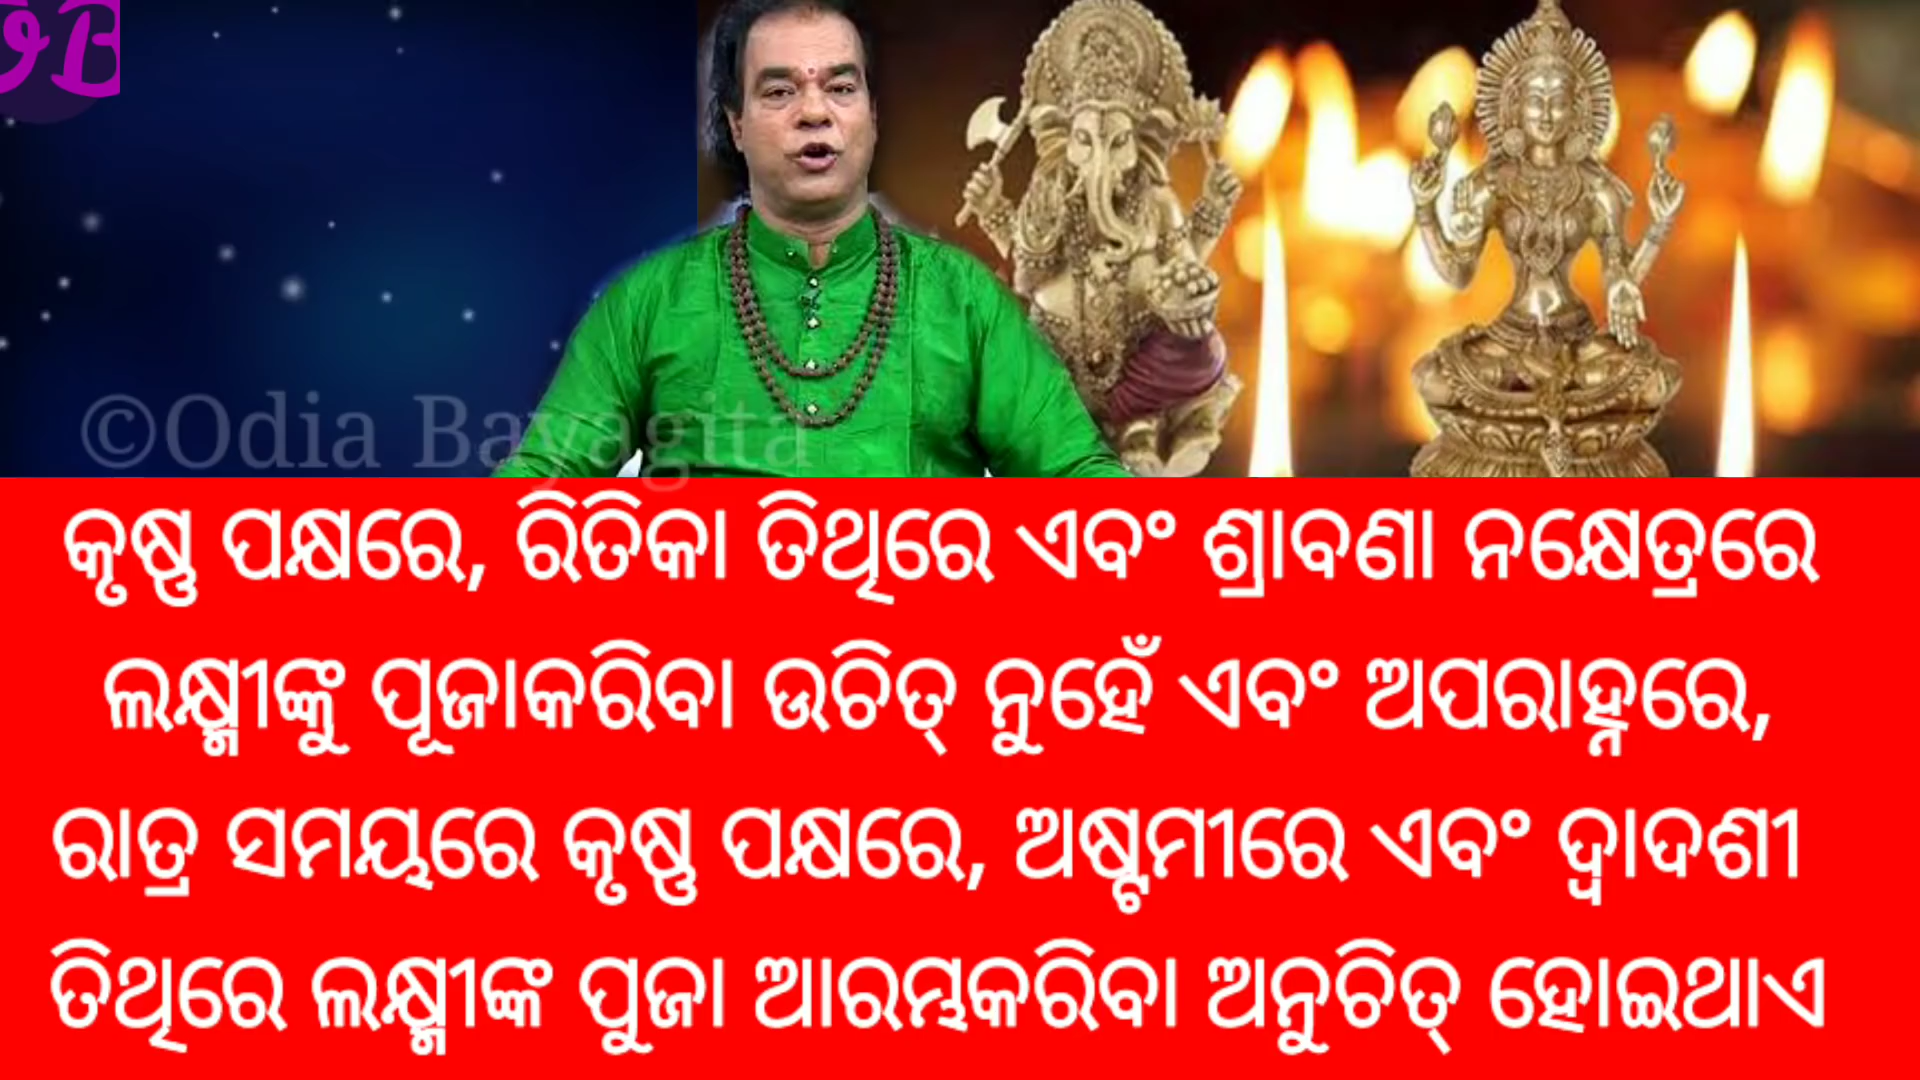 ©Odia Bayagita
କୃଷ୍ଣ ପକ୍ଷରେ, ରିତିକା ତିଥିରେ ଏବଂ ଶ୍ରାବଣା ନକ୍ଷେତ୍ରରେ
ଲକ୍ଷ୍ମୀଙ୍କୁ ପୂଜାକରିବା ଉଚିତ୍ ନୁହେଁ ଏବଂ ଅପରାହ୍ନରେ,
ରାତ୍ର ସମୟରେ କୃଷ୍ଣ ପକ୍ଷରେ, ଅଷ୍ଟମୀରେ ଏବଂ ଦ୍ୱାଦଶୀ
ତିଥିରେ ଲକ୍ଷ୍ମୀଙ୍କ ପୁଜା ଆରମ୍ଭକରିବା ଅନୁଚିତ୍ ହୋଇଥାଏ